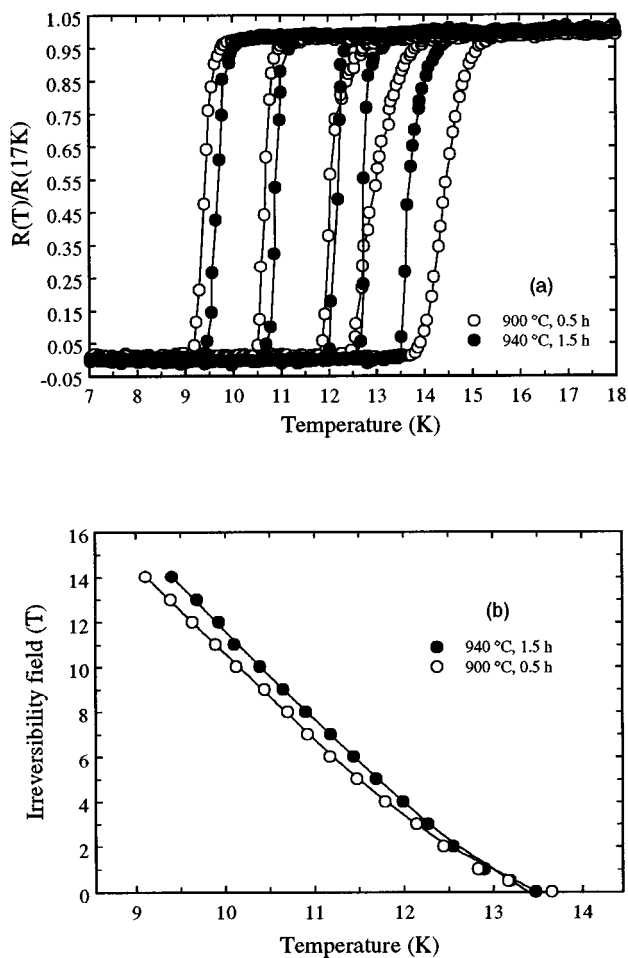 1.05
0.95
0.85
0.75
0.65
0.55
0.45
0.35
0.25
0.15
0.05
-0.05
R(T)/R(17K)
(a)
900 °C, 0.5 h
940 °C, 1.5 h
7 8 9 10 11 12 13 14 15 16 17 18
Temperature (K)
16
14
12
10
8
6
4
2
0
Irreversibility field (T)
(b)
940 °C, 1.5 h
900 °C, 0.5 h
9 10 11 12 13 14
Temperature (K)